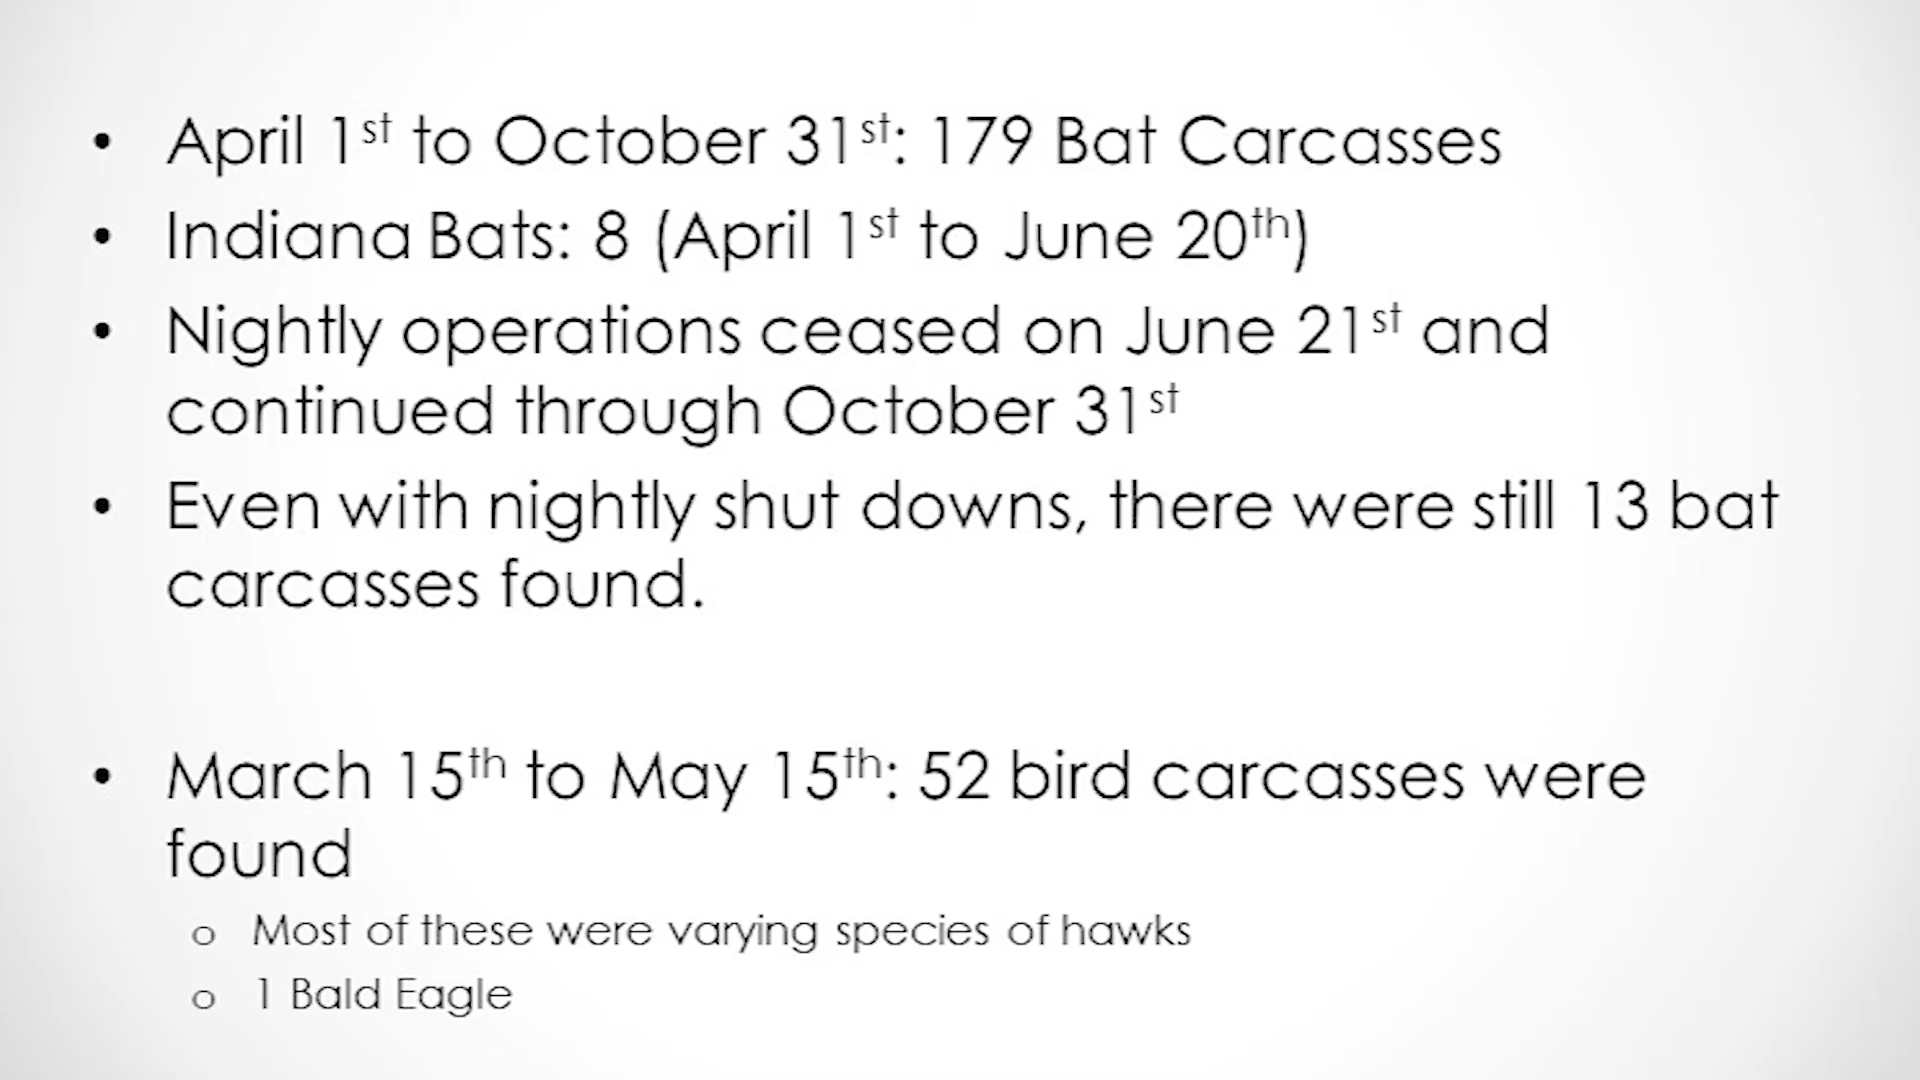 • April 1st to October 31st: 179 Bat Carcasses
• Indiana Bats: 8 (April 1st to June 20th)
• Nightly operations ceased on June 21st and
continued through October 31st
• Even with nightly shut downs, there were still 13 bat
carcasses found.
• March 15th to May 15th: 52 bird carcasses were
found
o Most of these were varying species of hawks
o 1 Bald Eagle